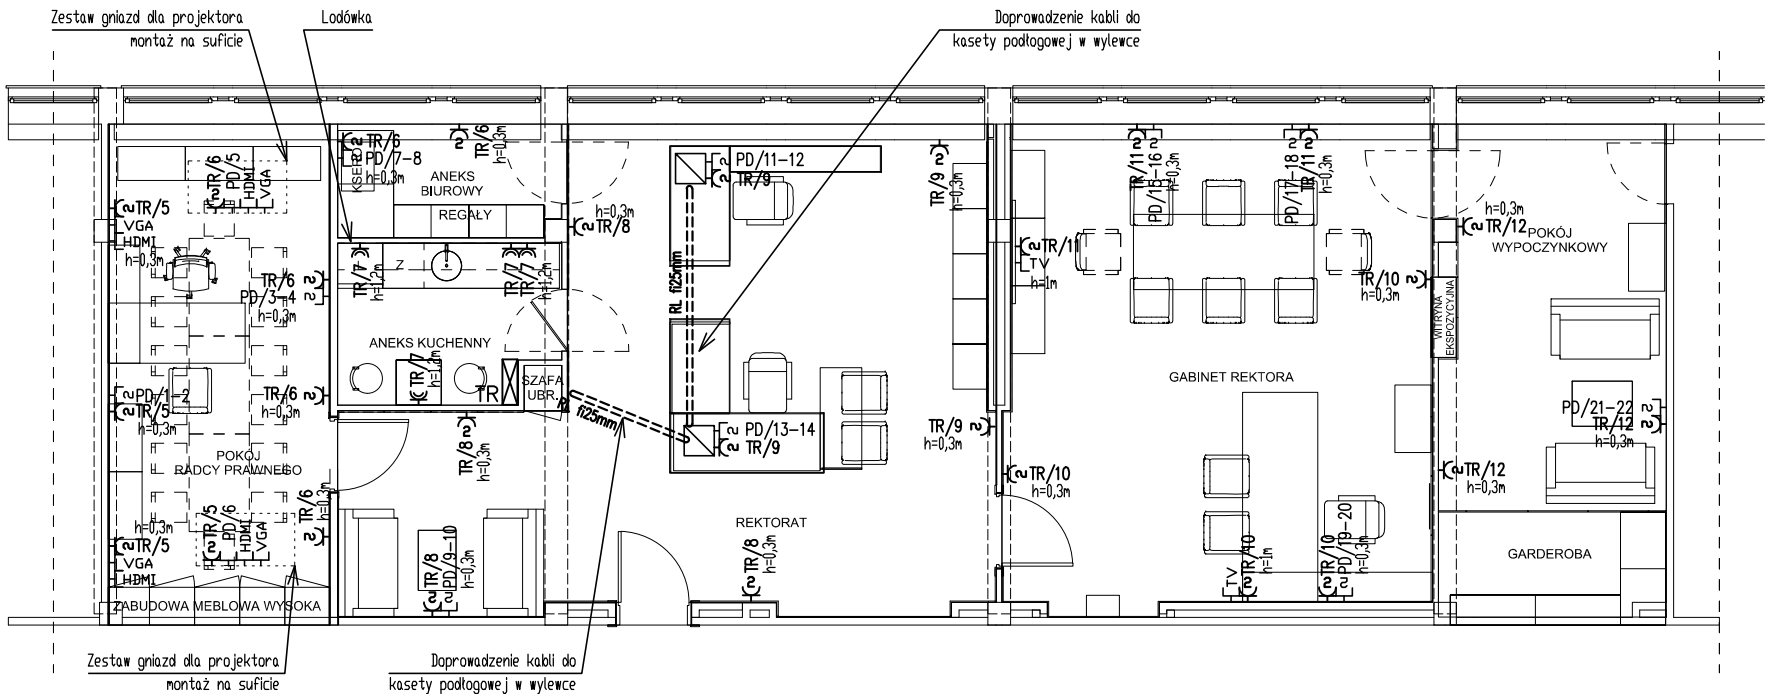 Zestaw gniazd dla projektora
montaż na suficie
Lodówka
Doprowadzenie kabli do
kasety podłogowej w wylewce
TR/6
PD/5
HDMI
VGA
KSERO
TR/6
PD/7-8
h=0,3m
TR/6
h=0,3m
ANEKS
BIUROWY
REGAŁY
TR/5
VGA
HDMI
h=0,3m
TR/6
PD/3-4
h=0,3m
TR/7
h=1,2m
Z
TR/7
TR/7
h=1,2m
h=0,3m
TR/8
PD/11-12
TR/9
RL fi25mm
TR/9
h=0,3m
TR/11
PD/15-16
h=0,3m
PD/17-18
TR/11
h=0,3m
TR/11
TV
h=1m
TR/10
h=0,3m
h=0,3m
TR/12
POKÓJ
WYPOCZYNKOWY
WITRYNA
EKSPOZYCYJNA
ANEKS KUCHENNY
TR/7
h=1,2m
TR
SZAFA
UBR.
RL fi25mm
PD/1-2
TR/5
h=0,3m
TR/6
h=0,3m
POKÓJ
RADCY PRAWNEGO
TR/8
h=0,3m
PD/13-14
TR/9
TR/9
h=0,3m
GABINET REKTORA
TR/10
h=0,3m
PD/21-22
TR/12
h=0,3m
TR/12
h=0,3m
h=0,3m
TR/5
VGA
HDMI
TR/5
PD/6
HDMI
VGA
TR/6
h=0,3m
TR/8
PD/9-10
h=0,3m
REKTORAT
TR/8
h=0,3m
TV
TR/10
h=1m
TR/10
PD/19-20
h=0,3m
GARDEROBA
ZABUDOWA MEBLOWA WYSOKA
Zestaw gniazd dla projektora
montaż na suficie
Doprowadzenie kabli do
kasety podłogowej w wylewce